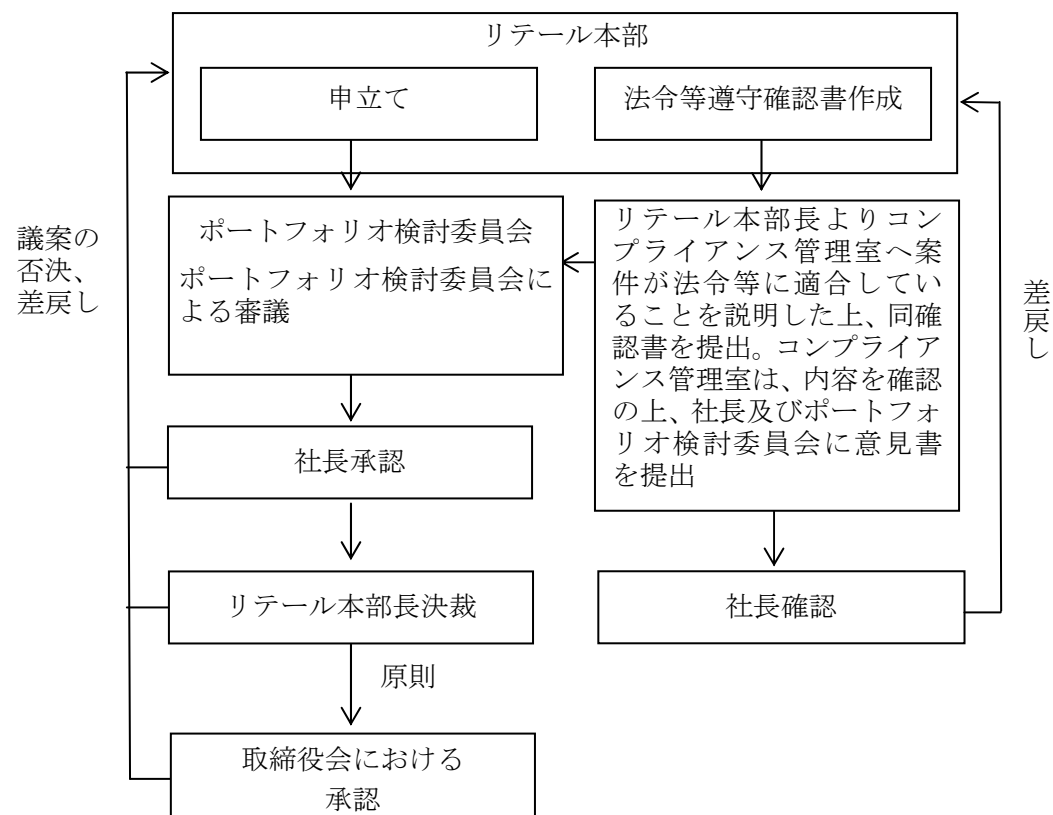 リテール本部
申立て
法令等遵守確認書作成
議案の
否決、
差戻し
ポートフォリオ検討委員会
ポートフォリオ検討委員会に
よる審議
リテール本部長よりコン
プライアンス管理室へ案
件が法令等に適合してい
ることを説明した上、同確
認書を提出。コンプライア
ンス管理室は、内容を確認
の上、社長及びポートフォ
リオ検討委員会に意見書
を提出
差戻し
社長承認
リテール本部長決裁
社長確認
原則
取締役会における
承認